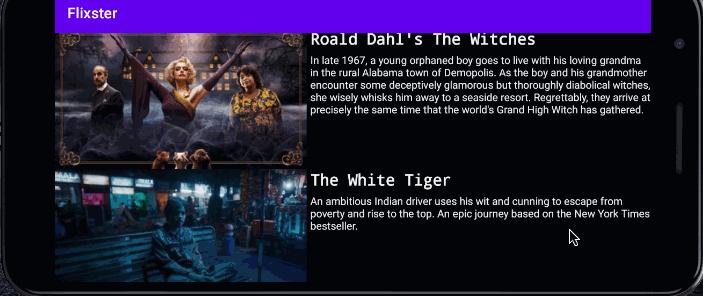 Flixster
Roald Dahl's The Witches
In late 1967, a young orphaned boy goes to live with his loving grandma
in the rural Alabama town of Demopolis. As the boy and his grandmother
encounter some deceptively glamorous but thoroughly diabolical witches,
she wisely whisks him away to a seaside resort. Regrettably, they arrive at
precisely the same time that the world's Grand High Witch has gathered.
The White Tiger
An ambitious Indian driver uses his wit and cunning to escape from
poverty and rise to the top. An epic journey based on the New York Times
bestseller.